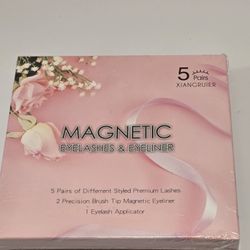 5 Pairs
XIANGRUIER
MAGNETIC
EYELASHES & EYELINER
5 Pairs of Different Styled Premium Lashes
2 Precision Brush Tip Magnetic Eyeliner
1 Eyelash Applicator